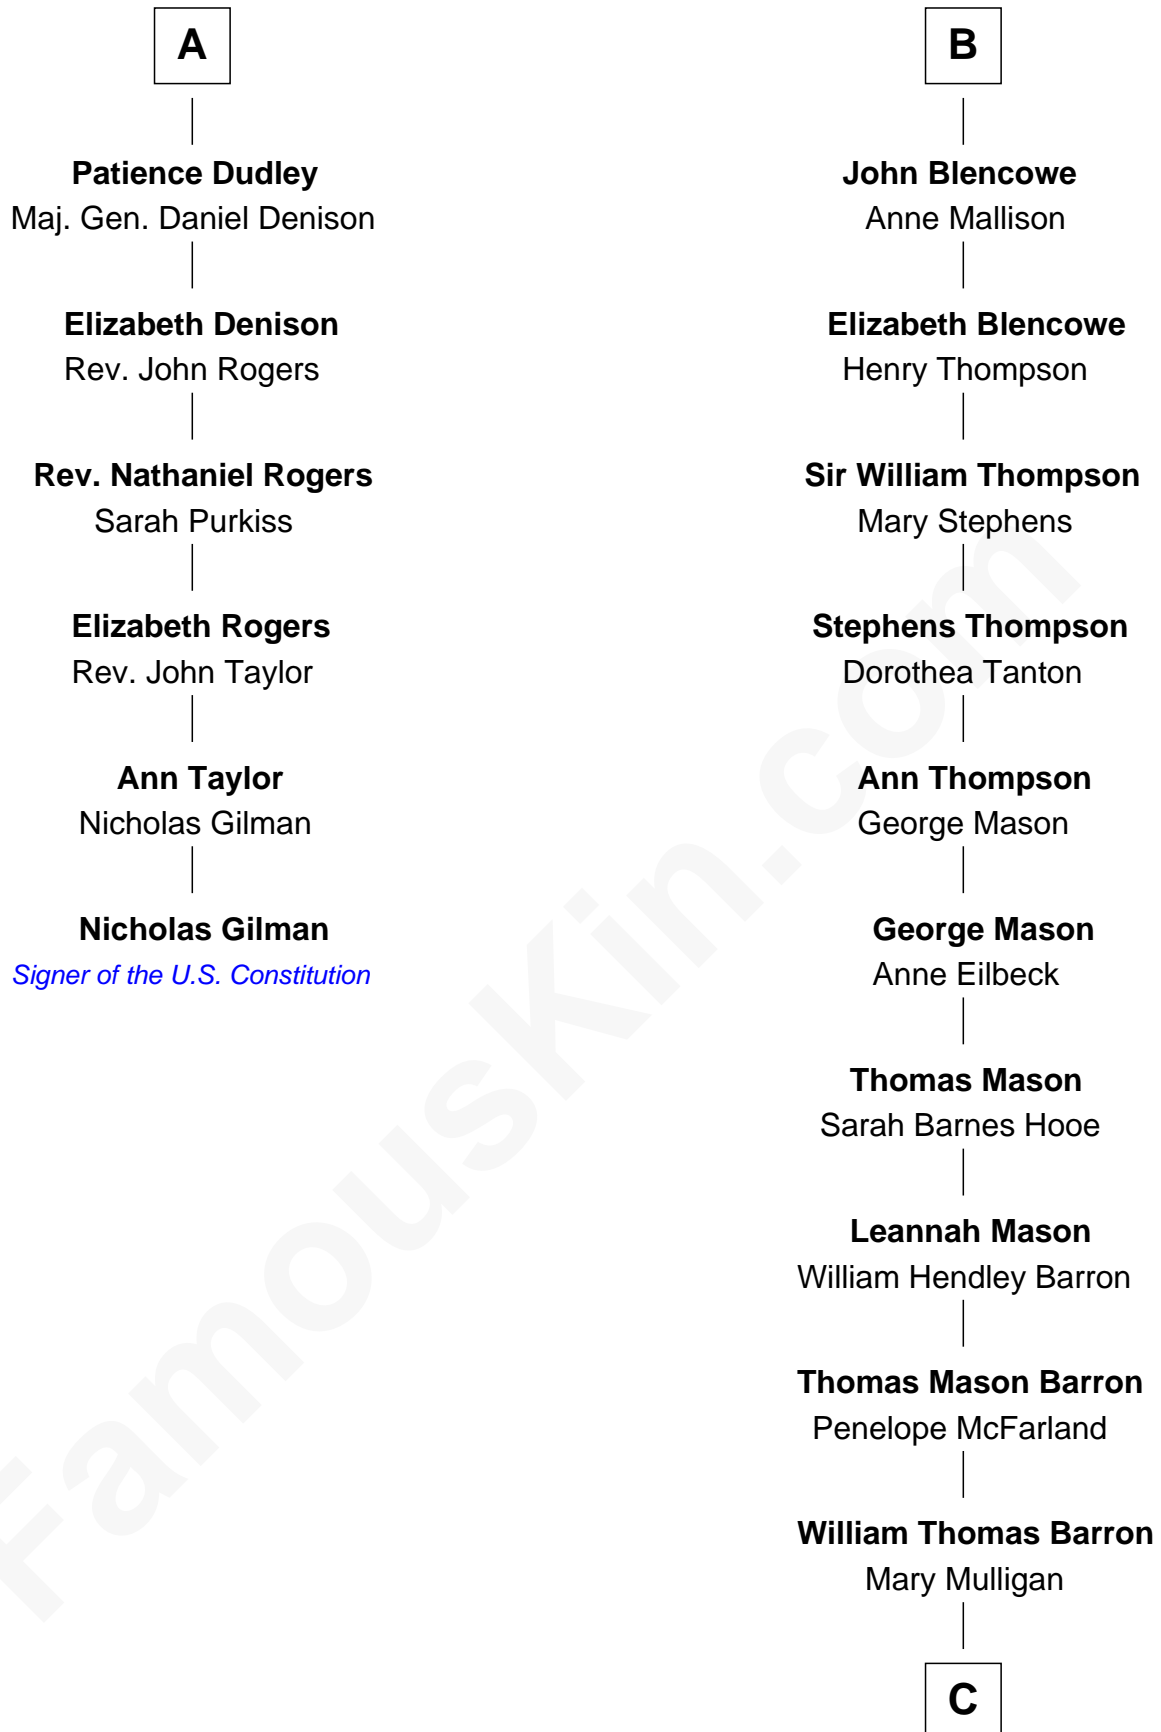 A
Patience Dudley
Maj. Gen. Daniel Denison
Elizabeth Denison
Rev. John Rogers
Rev. Nathaniel Rogers
Sarah Purkiss
Elizabeth Rogers
Rev. John Taylor
Ann Taylor
Nicholas Gilman
Nicholas Gilman
Signer of the U.S. Constitution
B
John Blencowe
Anne Mallison
Elizabeth Blencowe
Henry Thompson
Sir William Thompson
Mary Stephens
Stephens Thompson
Dorothea Tanton
Ann Thompson
George Mason
George Mason
Anne Eilbeck
Thomas Mason
Sarah Barnes Hooe
Leannah Mason
William Hendley Barron
Thomas Mason Barron
Penelope McFarland
William Thomas Barron
Mary Mulligan
C
FamousKin.com